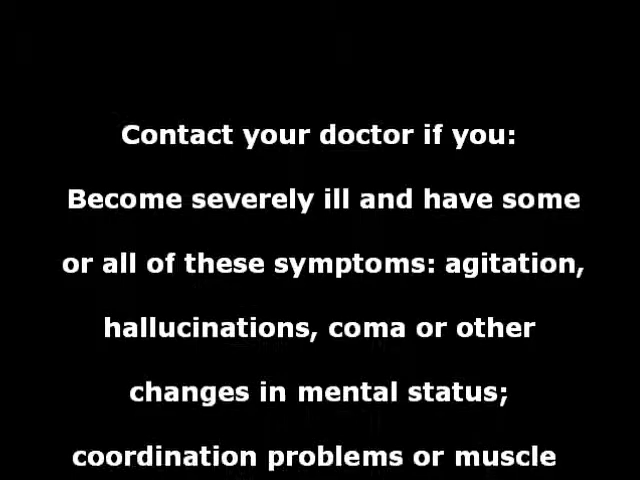 Contact your doctor if you:
Become severely ill and have some
or all of these symptoms: agitation,
hallucinations, coma or other
changes in mental status;
coordination problems or muscle